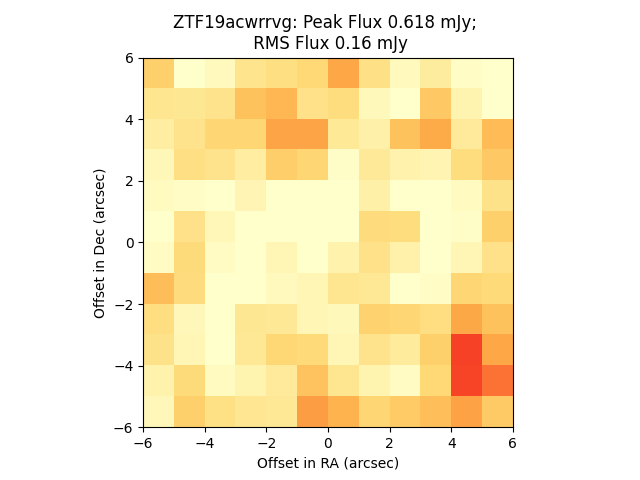 ZTF19acwrrvg: Peak Flux 0.618 mJy;
RMS Flux 0.16 mJy
6
4
2
0
−2
−4
−6
Offset in Dec (arcsec)
−6 −4 −2 0 2 4 6
Offset in RA (arcsec)